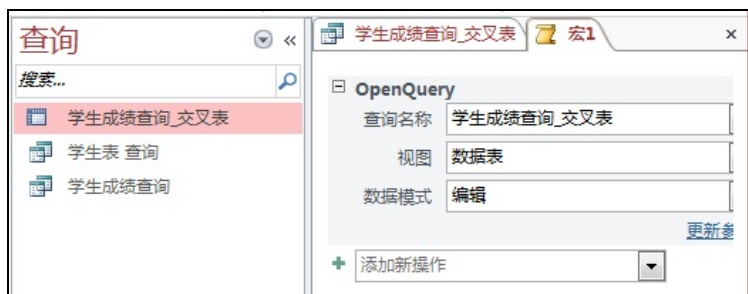 查询
搜索...
学生成绩查询_交叉表
学生表 查询
学生成绩查询
学生成绩查询_交叉表
宏1
OpenQuery
查询名称 学生成绩查询_交叉表
视图 数据表
数据模式 编辑
更新参
添加新操作